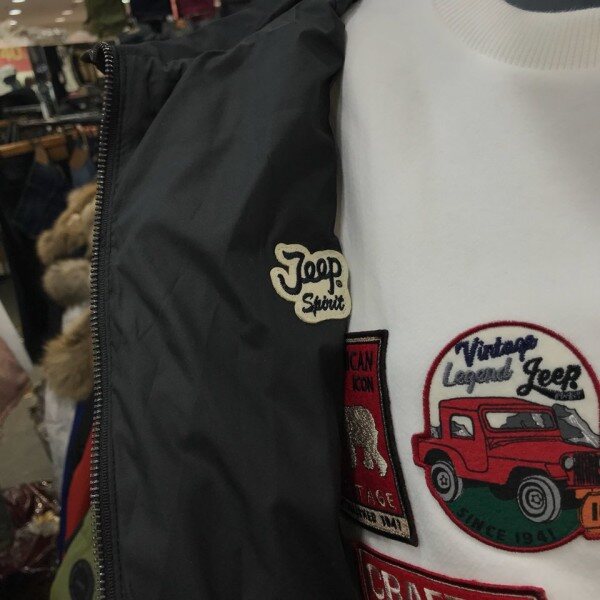 Jeep
Spirit
ICAN
ICON
TAGE
1941
Vintage
Legend Jeep
SINCE 1941
CRAFT